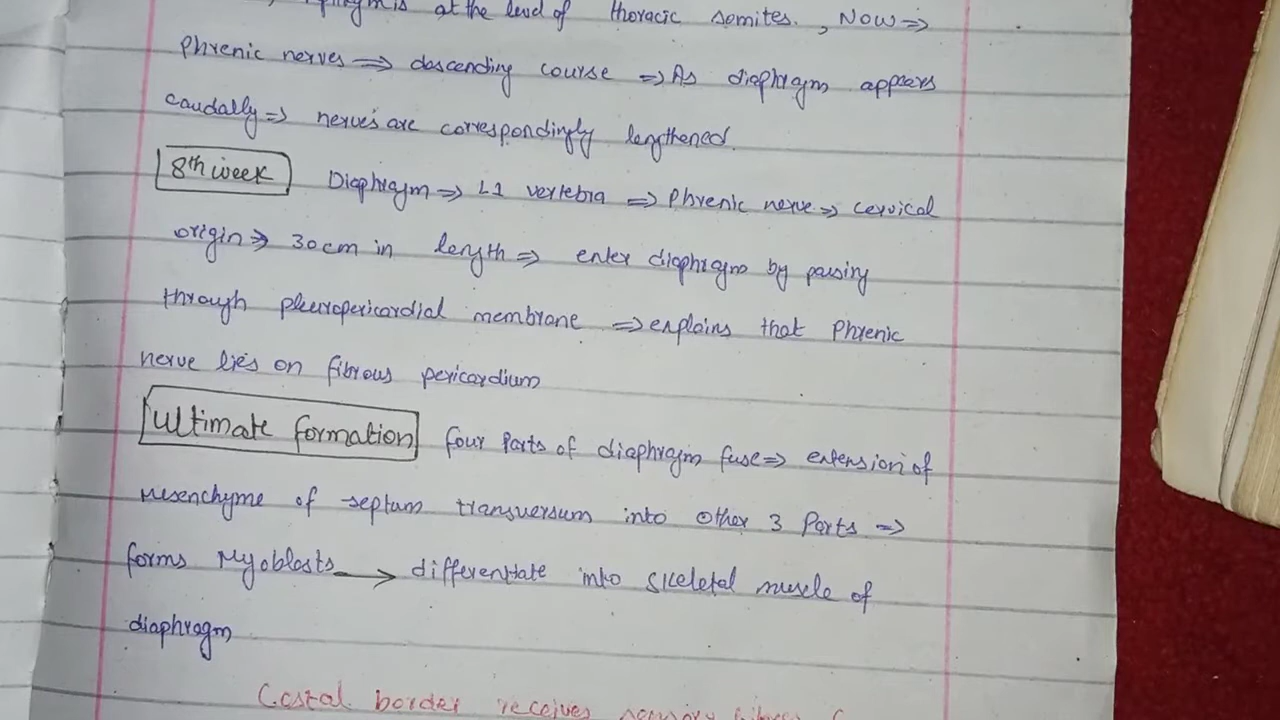 is at the level of thoracic somites. , Now ⇒
Phrenic nerves ⇒ descending course ⇒ As diaphragm appears
caudally ⇒ nerves are correspondingly lengthened.
8th week Diaphragm ⇒ L1 vertebra ⇒ Phrenic nerve ⇒ cervical
origin ⇒ 30cm in length ⇒ enter diaphragm by passing
through pleuropericardial membrane ⇒ explains that Phrenic
nerve lies on fibrous pericardium
Ultimate formation four Parts of diaphragm fuse ⇒ extension of
mesenchyme of septum transversum into other 3 Parts ⇒
forms Myoblasts → differentiate into skeletal muscle of
diaphragm
Costal border receives sensory fibres